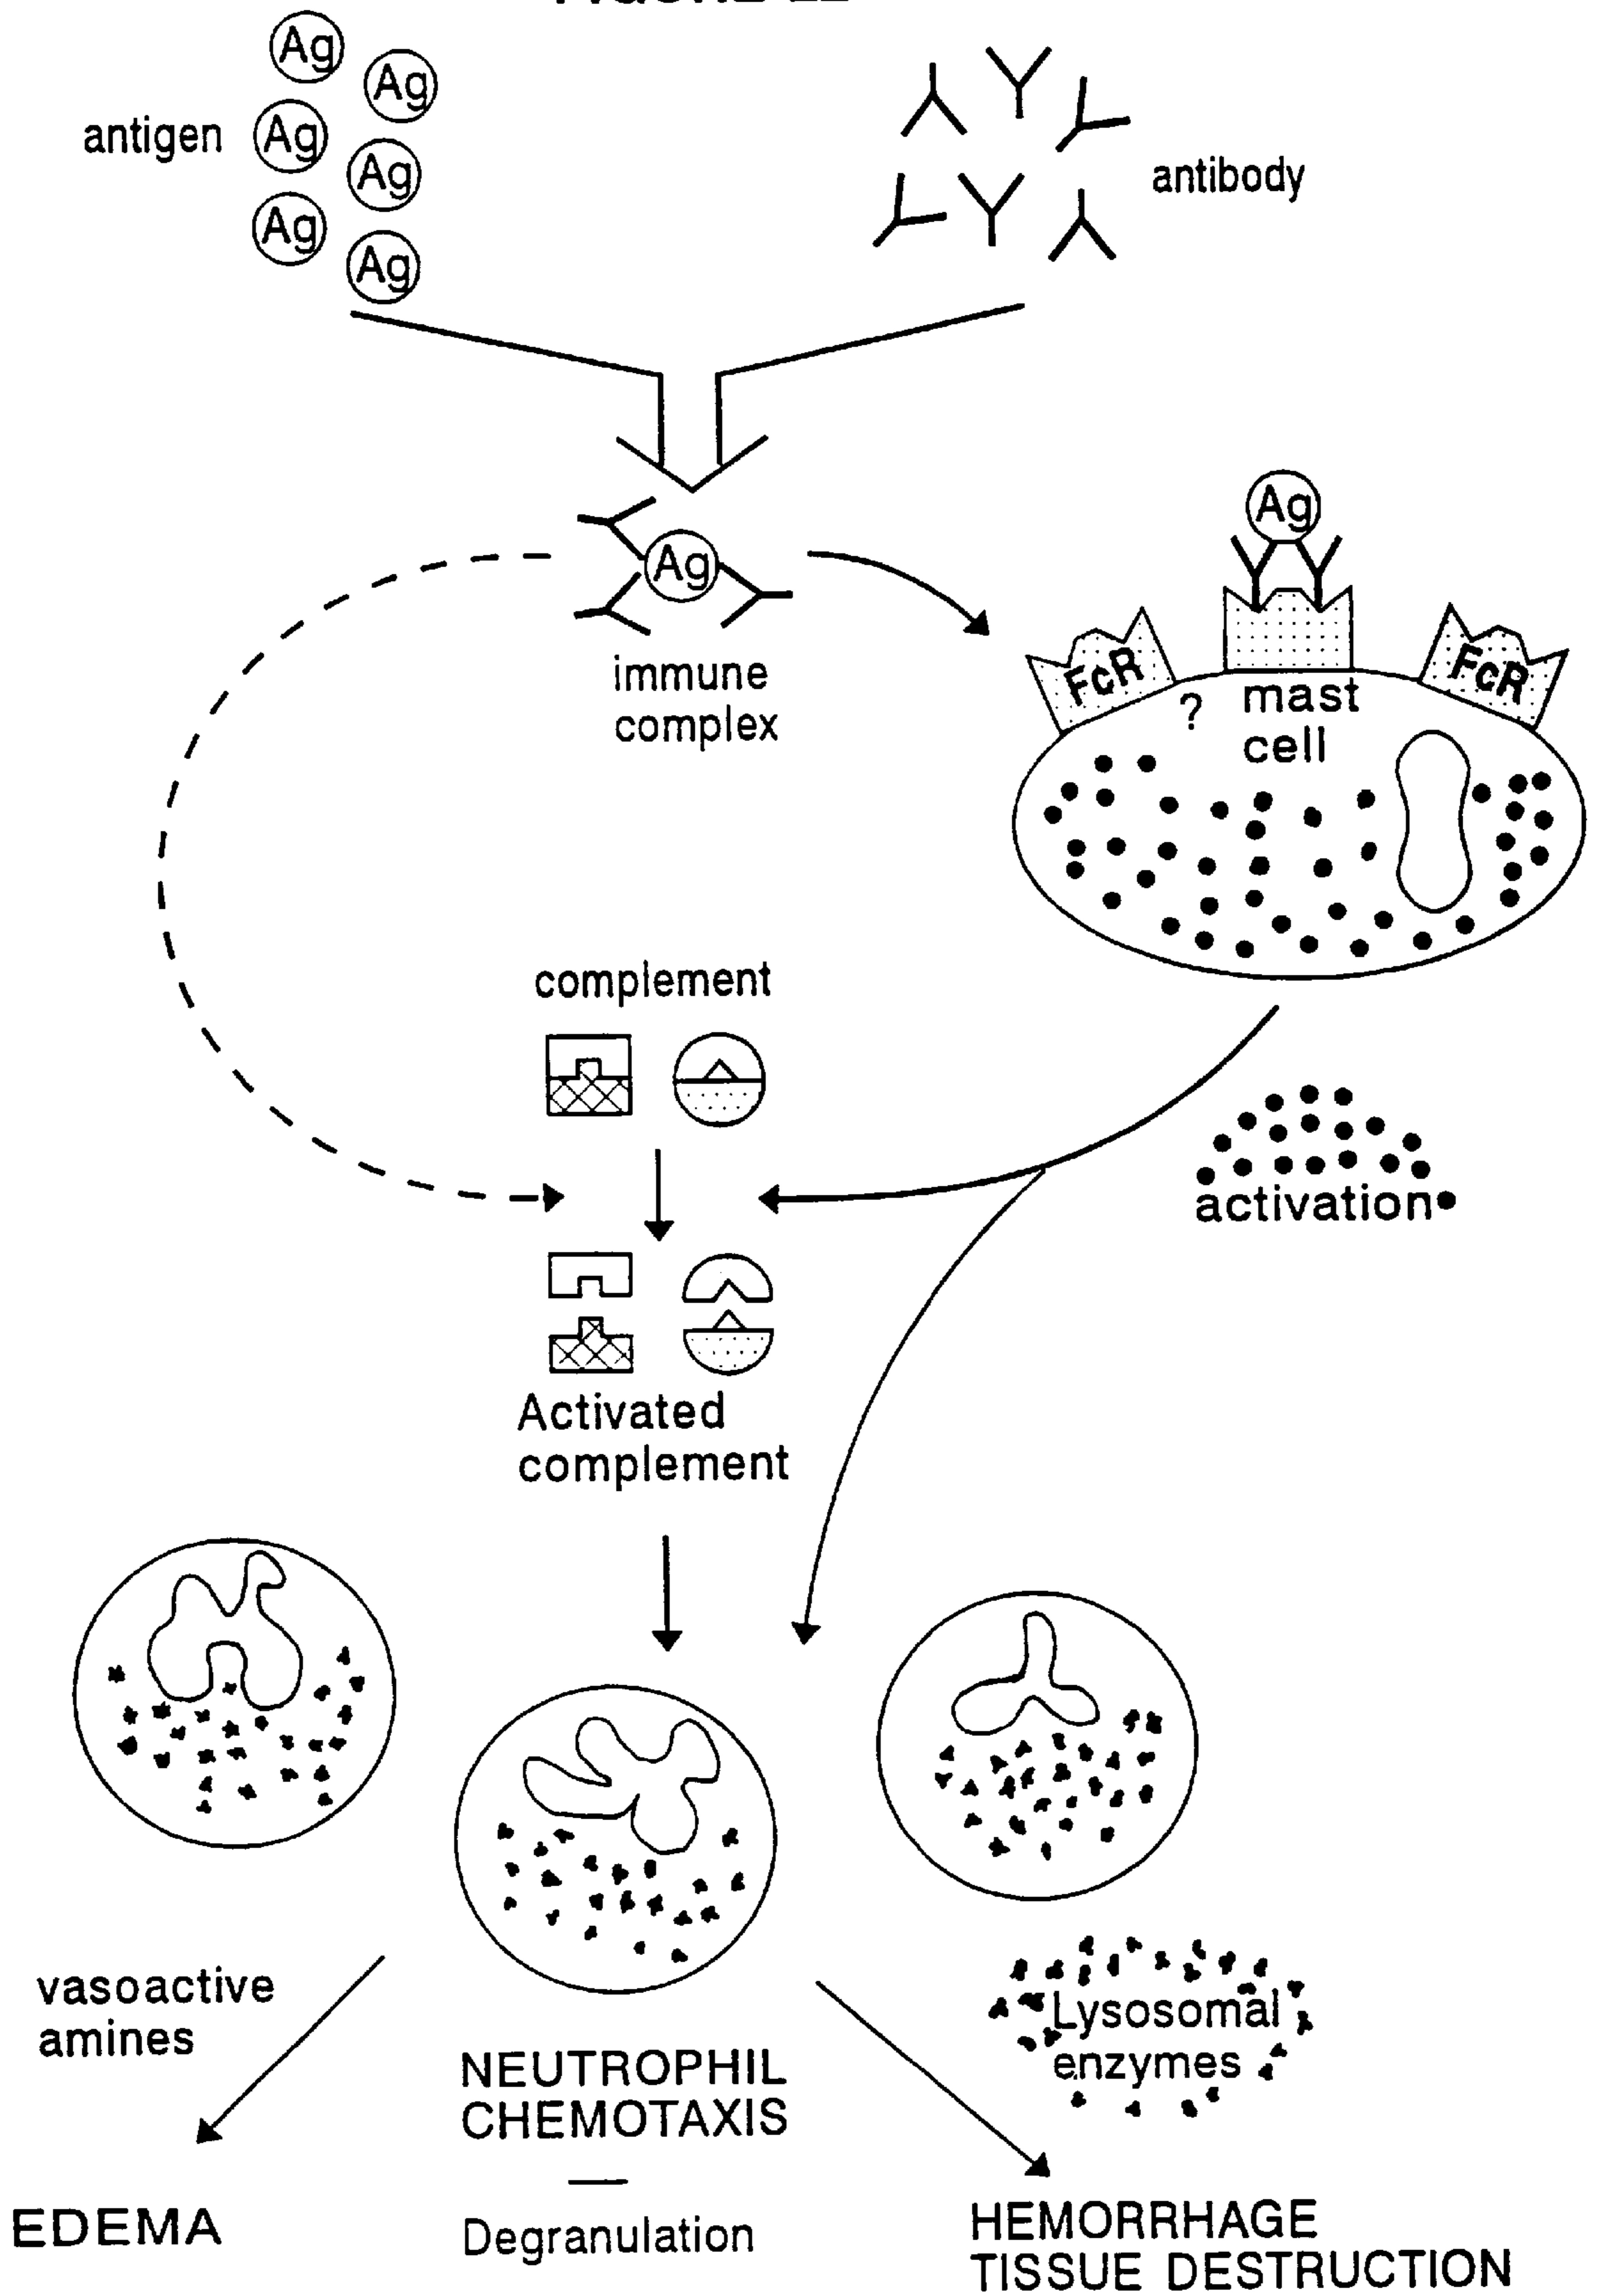 Ag
Ag
antigen
Ag
Ag
Ag
Ag
antibody
Ag
immune
complex
Ag
FcR
FcR
?
mast
cell
complement
activation
Activated
complement
vasoactive
amines
Lysosomal
enzymes
NEUTROPHIL
CHEMOTAXIS
Degranulation
EDEMA
HEMORRHAGE
TISSUE DESTRUCTION